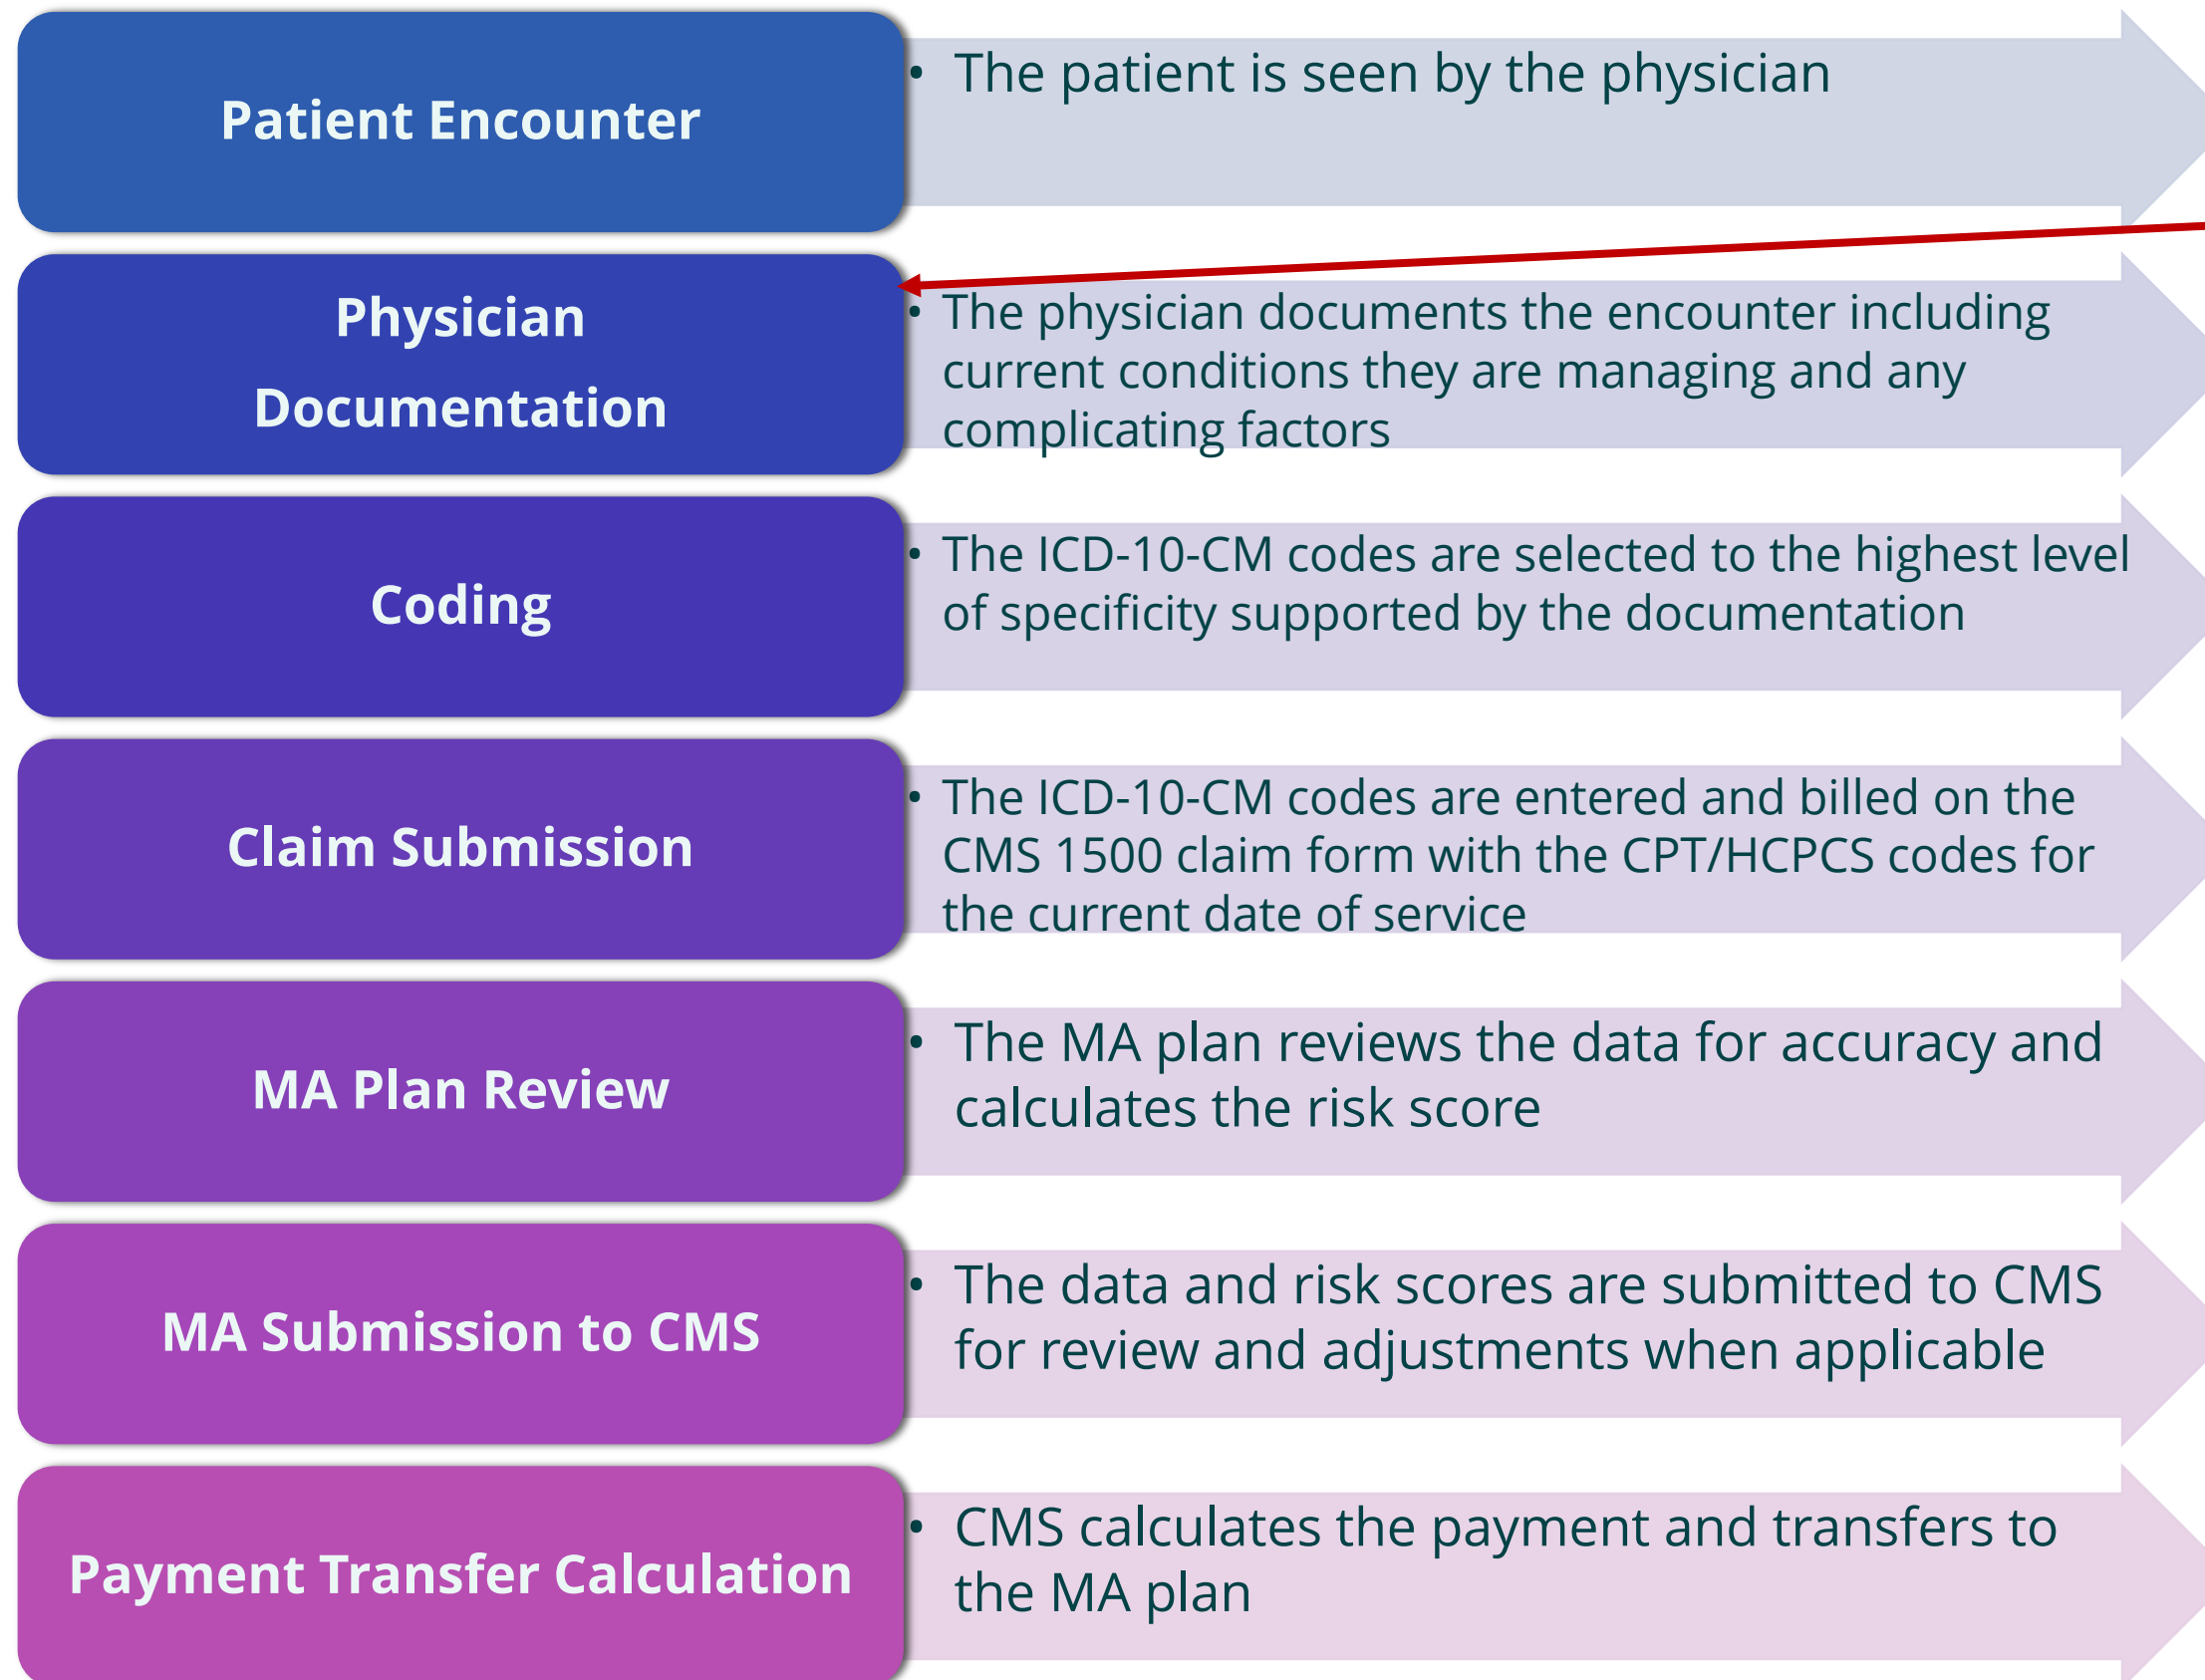 Patient Encounter
• The patient is seen by the physician
Physician
Documentation
• The physician documents the encounter including
current conditions they are managing and any
complicating factors
Coding
• The ICD-10-CM codes are selected to the highest level
of specificity supported by the documentation
Claim Submission
• The ICD-10-CM codes are entered and billed on the
CMS 1500 claim form with the CPT/HCPCS codes for
the current date of service
MA Plan Review
• The MA plan reviews the data for accuracy and
calculates the risk score
MA Submission to CMS
• The data and risk scores are submitted to CMS
for review and adjustments when applicable
Payment Transfer Calculation
• CMS calculates the payment and transfers to
the MA plan